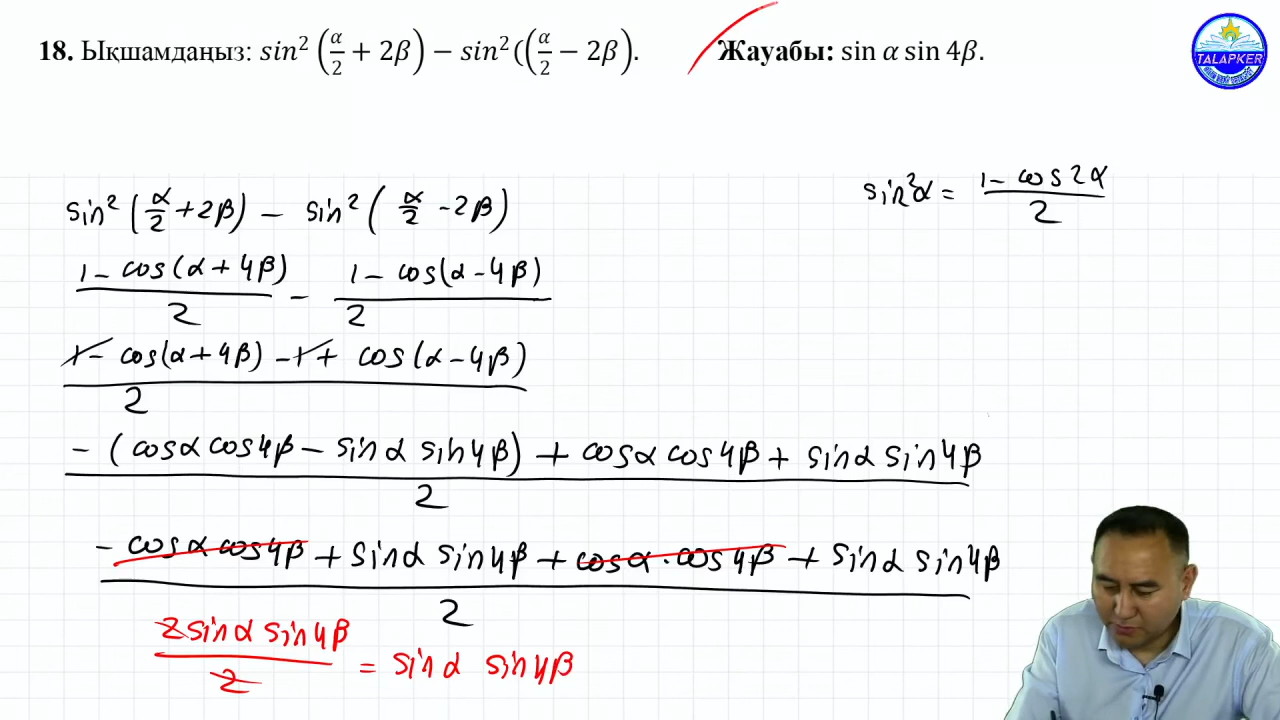 18. Ықшамдаңыз: sin² (α/2 + 2β) − sin² ((α/2 − 2β). Жауабы: sin α sin 4β.
TALAPKER
sin² (α/2 + 2β) − sin² (α/2 − 2β)
sin²α = (1 − cos 2α)/2
(1 − cos(α + 4β))/2 − (1 − cos(α − 4β))/2
(1 − cos(α + 4β) − 1 + cos(α − 4β))/2
(− (cosα cos4β − sinα sin4β) + cosα cos4β + sinα sin4β)/2
(− cosα cos4β + sinα sin4β + cosα · cos4β + sinα sin4β)/2
(2 sinα sin4β)/2 = sinα sin4β